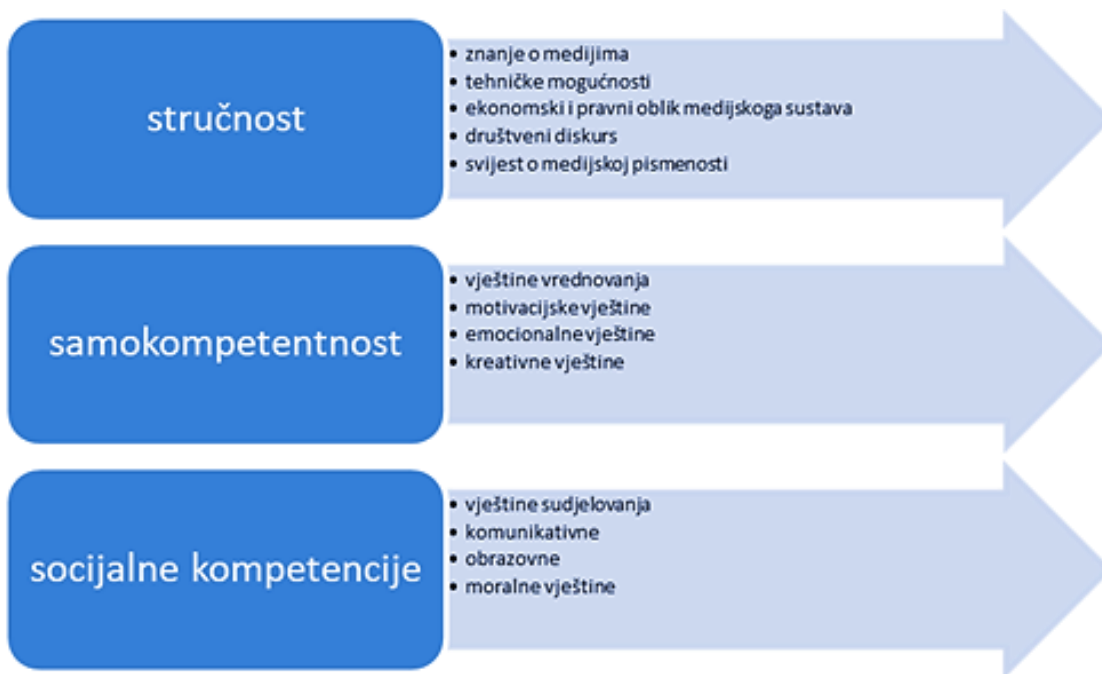 stručnost
• znanje o medijima
• tehničke mogućnosti
• ekonomski i pravni oblik medijskoga sustava
• društveni diskurs
• svijest o medijskoj pismenosti
samokompetentnost
• vještine vrednovanja
• motivacijske vještine
• emocionalne vještine
• kreativne vještine
socijalne kompetencije
• vještine sudjelovanja
• komunikativne
• obrazovne
• moralne vještine